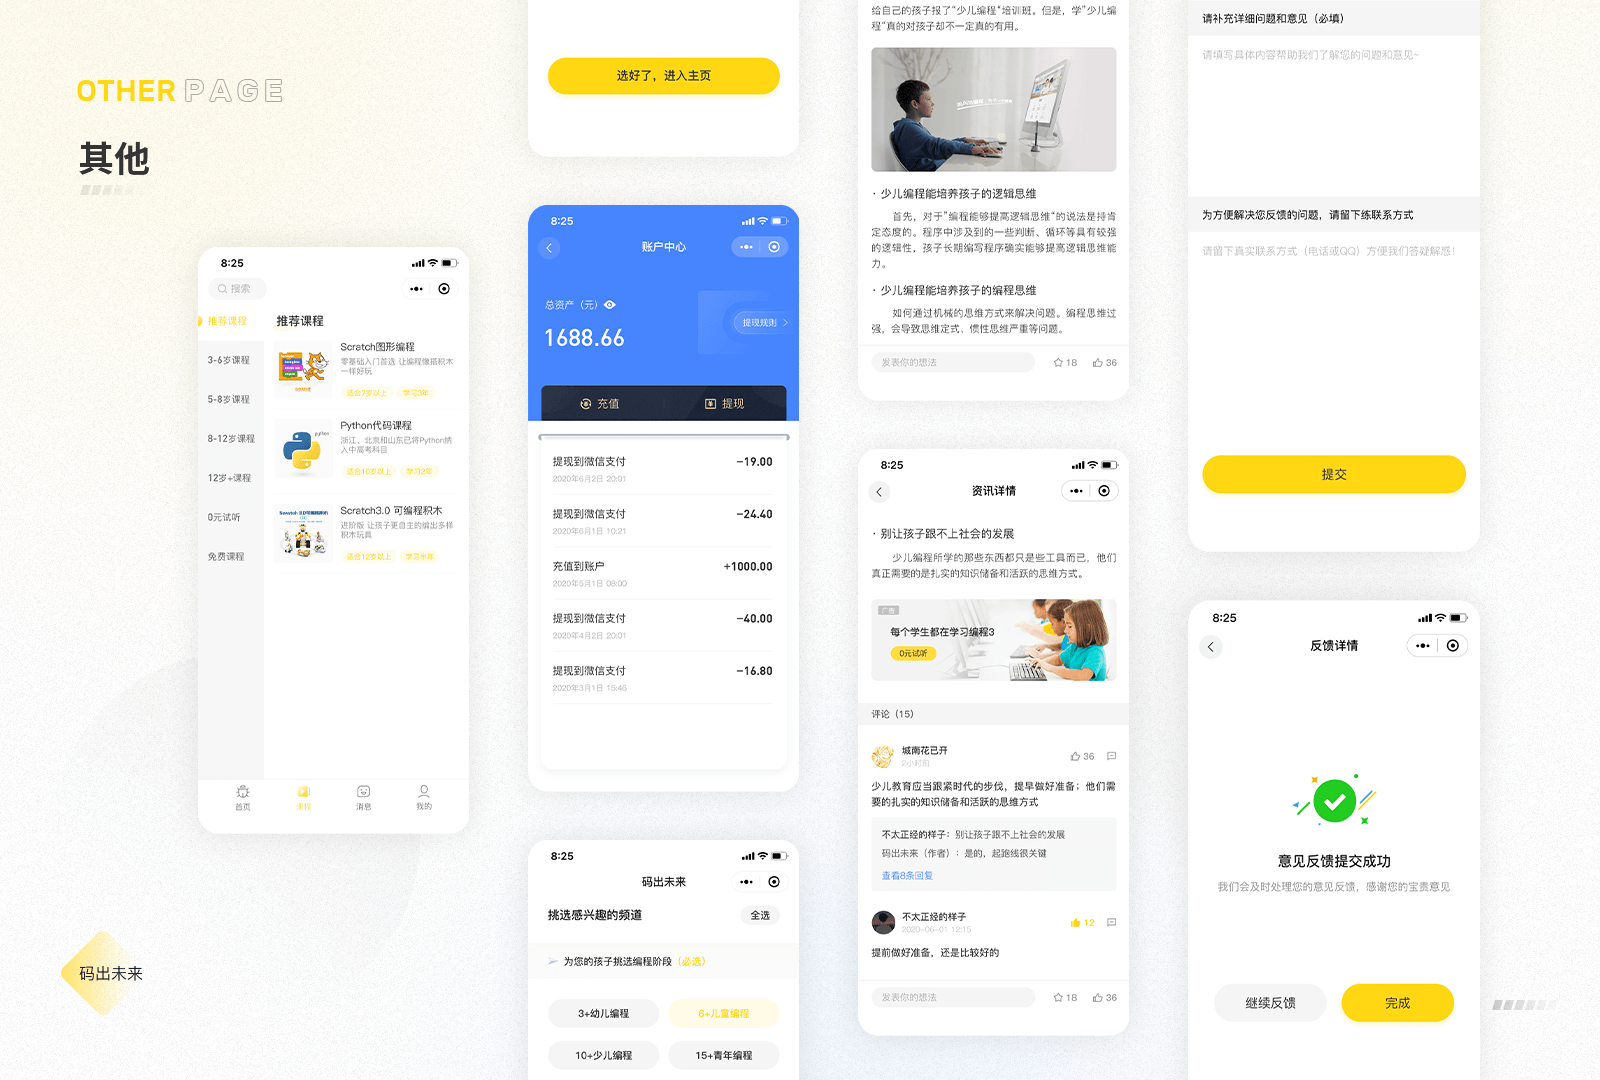 OTHER PAGE
其他
码出未来
8:25
搜索
推荐课程
3-6岁课程
5-8岁课程
8-12岁课程
12岁+课程
0元试听
免费课程
推荐课程
Scratch图形编程
零基础入门首选 让编程像搭积木
一样好玩
适合7岁以上
学习3年
Python代码课程
浙江、北京和山东已将Python纳
入中高考科目
适合10岁以上
学习2年
Scratch3.0 可编程积木
进阶版 让孩子更自主的编出多样
积木玩具
适合12岁以上
学习半年
首页
课程
消息
我的
选好了，进入主页
8:25
账户中心
总资产（元）
1688.66
提现规则
充值
提现
提现到微信支付
−19.00
2020年6月2日 20:01
提现到微信支付
−24.40
2020年6月1日 10:21
充值到账户
+1000.00
2020年5月1日 08:00
提现到微信支付
−40.00
2020年4月2日 20:01
提现到微信支付
−16.80
2020年3月1日 15:46
8:25
码出未来
挑选感兴趣的频道
全选
为您的孩子挑选编程阶段（必选）
3+幼儿编程
6+儿童编程
10+少儿编程
15+青年编程
给自己的孩子报了“少儿编程”培训班。但是，学”少儿编
程“真的对孩子却不一定真的有用。
· 少儿编程能培养孩子的逻辑思维
首先，对于”编程能够提高逻辑思维“的说法是持肯
定态度的。程序中涉及到的一些判断、循环等具有较强
的逻辑性，孩子长期编写程序确实能够提高逻辑思维能
力。
· 少儿编程能培养孩子的编程思维
如何通过机械的思维方式来解决问题。编程思维过
强，会导致思维定式、惯性思维严重等问题。
发表你的想法
18
36
8:25
资讯详情
· 别让孩子跟不上社会的发展
少儿编程所学的那些东西都只是些工具而已，他们
真正需要的是扎实的知识储备和活跃的思维方式。
广告
每个学生都在学习编程3
0元试听
评论（15）
城南花已开
2小时前
36
少儿教育应当跟紧时代的步伐，提早做好准备；他们需
要的扎实的知识储备和活跃的思维方式
不太正经的样子：别让孩子跟不上社会的发展
码出未来（作者）：是的，起跑线很关键
查看8条回复
不太正经的样子
2020-06-01 12:15
12
提前做好准备，还是比较好的
发表你的想法
18
36
请补充详细问题和意见（必填）
请填写具体内容帮助我们了解您的问题和意见~
为方便解决您反馈的问题，请留下练联系方式
请留下真实联系方式（电话或QQ）方便我们答疑解惑！
提交
8:25
反馈详情
意见反馈提交成功
我们会及时处理您的意见反馈，感谢您的宝贵意见
继续反馈
完成